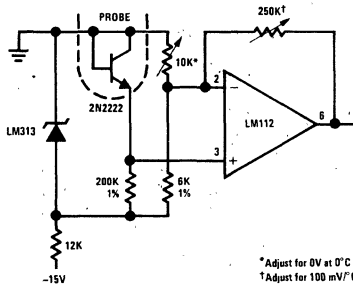 PROBE
250K†
10K*
2
2N2222
LM313
LM112
6
3
200K
1%
6K
1%
12K
-15V
*Adjust for 0V at 0°C
†Adjust for 100 mV/°